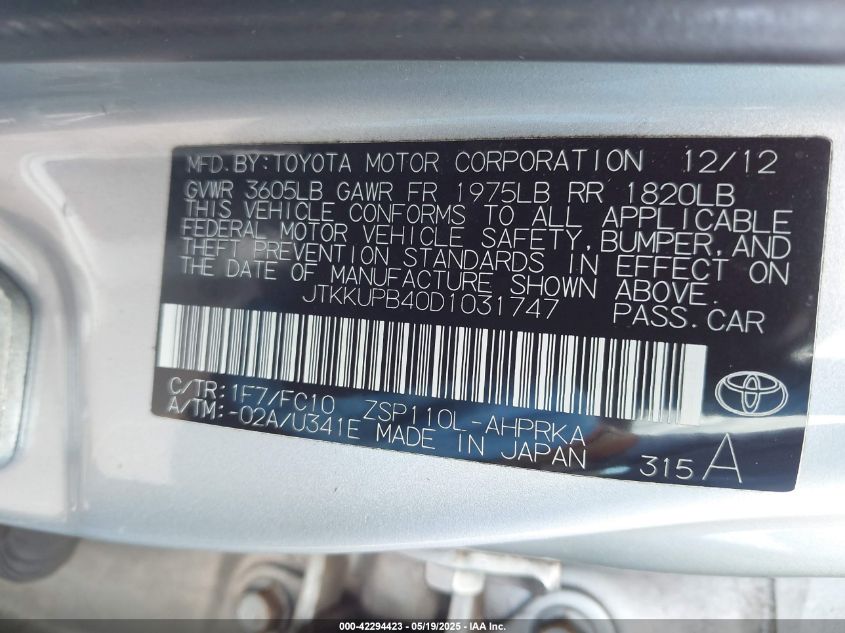 MFD. BY: TOYOTA MOTOR CORPORATION 12/12
GVWR 3605LB GAWR FR 1975LB RR 1820LB
THIS VEHICLE CONFORMS TO ALL APPLICABLE
FEDERAL MOTOR VEHICLE SAFETY, BUMPER, AND
THEFT PREVENTION STANDARDS IN EFFECT ON
THE DATE OF MANUFACTURE SHOWN ABOVE.
JTKKUPB40D1031747 PASS. CAR
C/TR: 1F7/FC10 ZSP110L-AHPRKA
A/TM: -02A/U341E MADE IN JAPAN 315 A
000-42294423 - 05/19/2025 - IAA Inc.